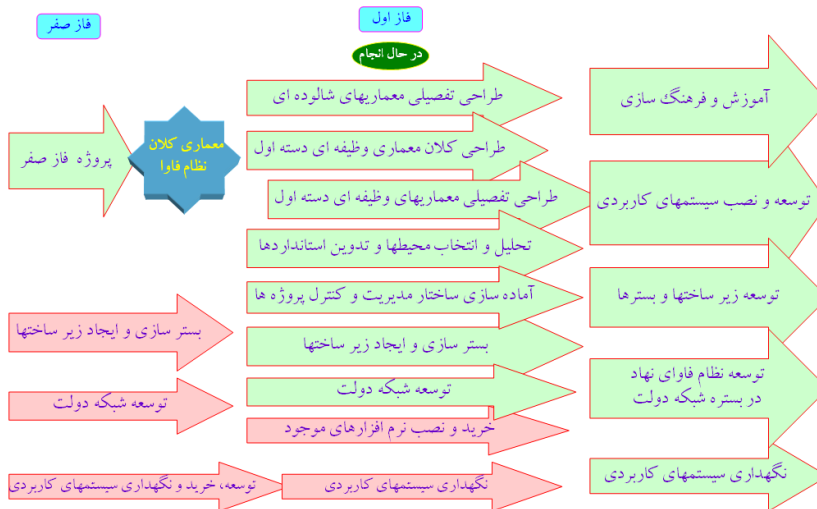 فاز صفر
فاز اول
در حال انجام
پروژه فاز صفر
معماری کلان
نظام فاوا
طراحی تفصیلی معماریهای شالوده ای
طراحی کلان معماری وظیفه ای دسته اول
طراحی تفصیلی معماریهای وظیفه ای دسته اول
تحلیل و انتخاب محیطها و تدوین استانداردها
آماده سازی ساختار مدیریت و کنترل پروژه ها
بستر سازی و ایجاد زیر ساختها
بستر سازی و ایجاد زیر ساختها
توسعه شبکه دولت
توسعه شبکه دولت
خرید و نصب نرم افزارهای موجود
توسعه، خرید و نگهداری سیستمهای کاربردی
نگهداری سیستمهای کاربردی
آموزش و فرهنگ سازی
توسعه و نصب سیستمهای کاربردی
توسعه زیر ساختها و بسترها
توسعه نظام فاوای نهاد
در بستره شبکه دولت
نگهداری سیستمهای کاربردی